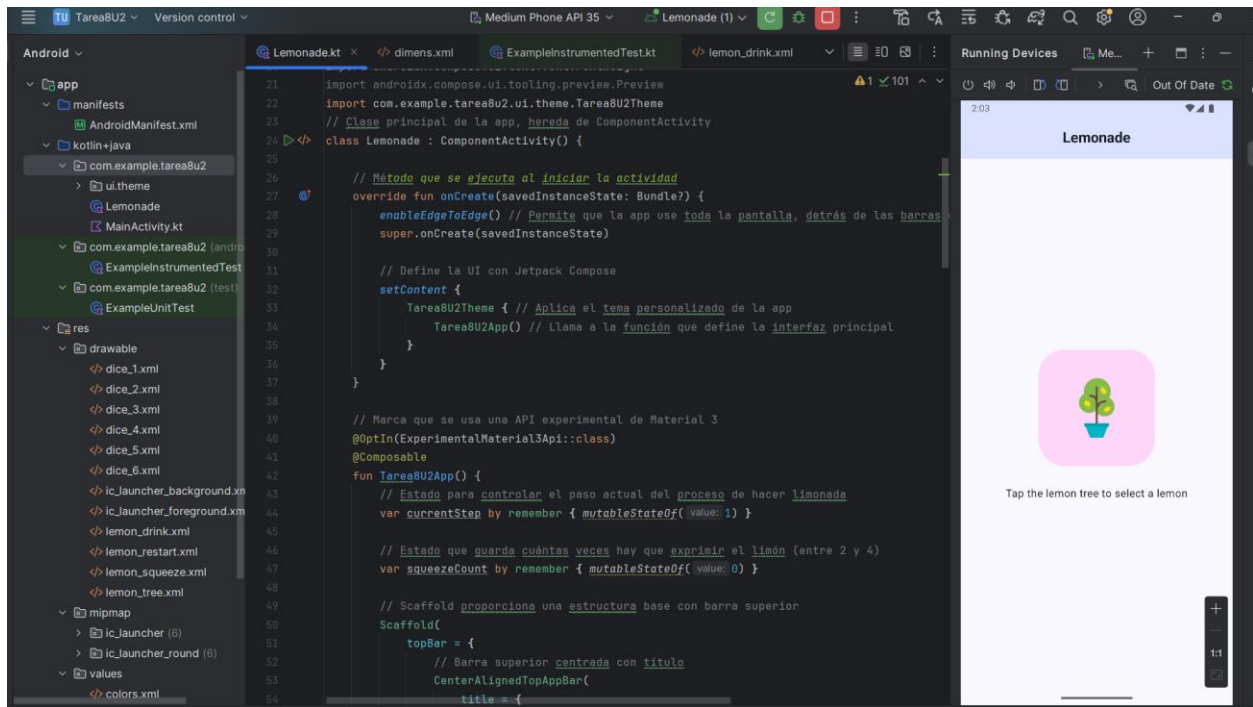 TU Tarea8U2 Version control Medium Phone API 35 Lemonade (1)
Android
app
manifests
AndroidManifest.xml
kotlin+java
com.example.tarea8u2
ui.theme
Lemonade
MainActivity.kt
com.example.tarea8u2 (andro
ExampleInstrumentedTest
com.example.tarea8u2 (test)
ExampleUnitTest
res
drawable
dice_1.xml
dice_2.xml
dice_3.xml
dice_4.xml
dice_5.xml
dice_6.xml
ic_launcher_background.xn
ic_launcher_foreground.xm
lemon_drink.xml
lemon_restart.xml
lemon_squeeze.xml
lemon_tree.xml
mipmap
ic_launcher (6)
ic_launcher_round (6)
values
colors.xml
Lemonade.kt dimens.xml ExampleInstrumentedTest.kt lemon_drink.xml
1 101
21 import androidx.compose.ui.tooling.preview.Preview
22 import com.example.tarea8u2.ui.theme.Tarea8U2Theme
23 // Clase principal de la app, hereda de ComponentActivity
24 class Lemonade : ComponentActivity() {
25
26 // Método que se ejecuta al iniciar la actividad
27 override fun onCreate(savedInstanceState: Bundle?) {
28 enableEdgeToEdge() // Permite que la app use toda la pantalla, detrás de las barras
29 super.onCreate(savedInstanceState)
30
31 // Define la UI con Jetpack Compose
32 setContent {
33 Tarea8U2Theme { // Aplica el tema personalizado de la app
34 Tarea8U2App() // Llama a la función que define la interfaz principal
35 }
36 }
37 }
38
39 // Marca que se usa una API experimental de Material 3
40 @OptIn(ExperimentalMaterial3Api::class)
41 @Composable
42 fun Tarea8U2App() {
43 // Estado para controlar el paso actual del proceso de hacer limonada
44 var currentStep by remember { mutableStateOf( value: 1) }
45
46 // Estado que guarda cuántas veces hay que exprimir el limón (entre 2 y 4)
47 var squeezeCount by remember { mutableStateOf( value: 0) }
48
49 // Scaffold proporciona una estructura base con barra superior
50 Scaffold(
51 topBar = {
52 // Barra superior centrada con título
53 CenterAlignedTopAppBar(
54 title = {
Running Devices Me...
Out Of Date
2:03
Lemonade
Tap the lemon tree to select a lemon
1:1